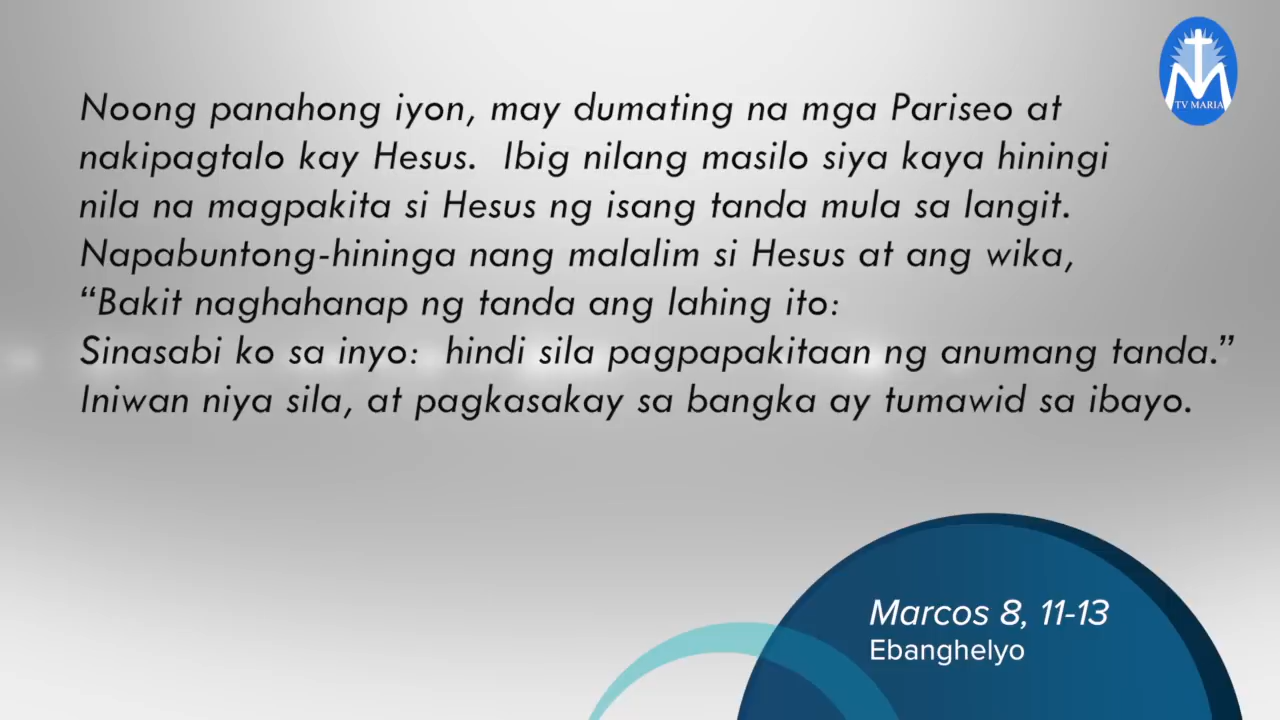 TV MARIA
Noong panahong iyon, may dumating na mga Pariseo at
nakipagtalo kay Hesus.  Ibig nilang masilo siya kaya hiningi
nila na magpakita si Hesus ng isang tanda mula sa langit.
Napabuntong-hininga nang malalim si Hesus at ang wika,
“Bakit naghahanap ng tanda ang lahing ito:
Sinasabi ko sa inyo:  hindi sila pagpapakitaan ng anumang tanda.”
Iniwan niya sila, at pagkasakay sa bangka ay tumawid sa ibayo.
Marcos 8, 11-13
Ebanghelyo